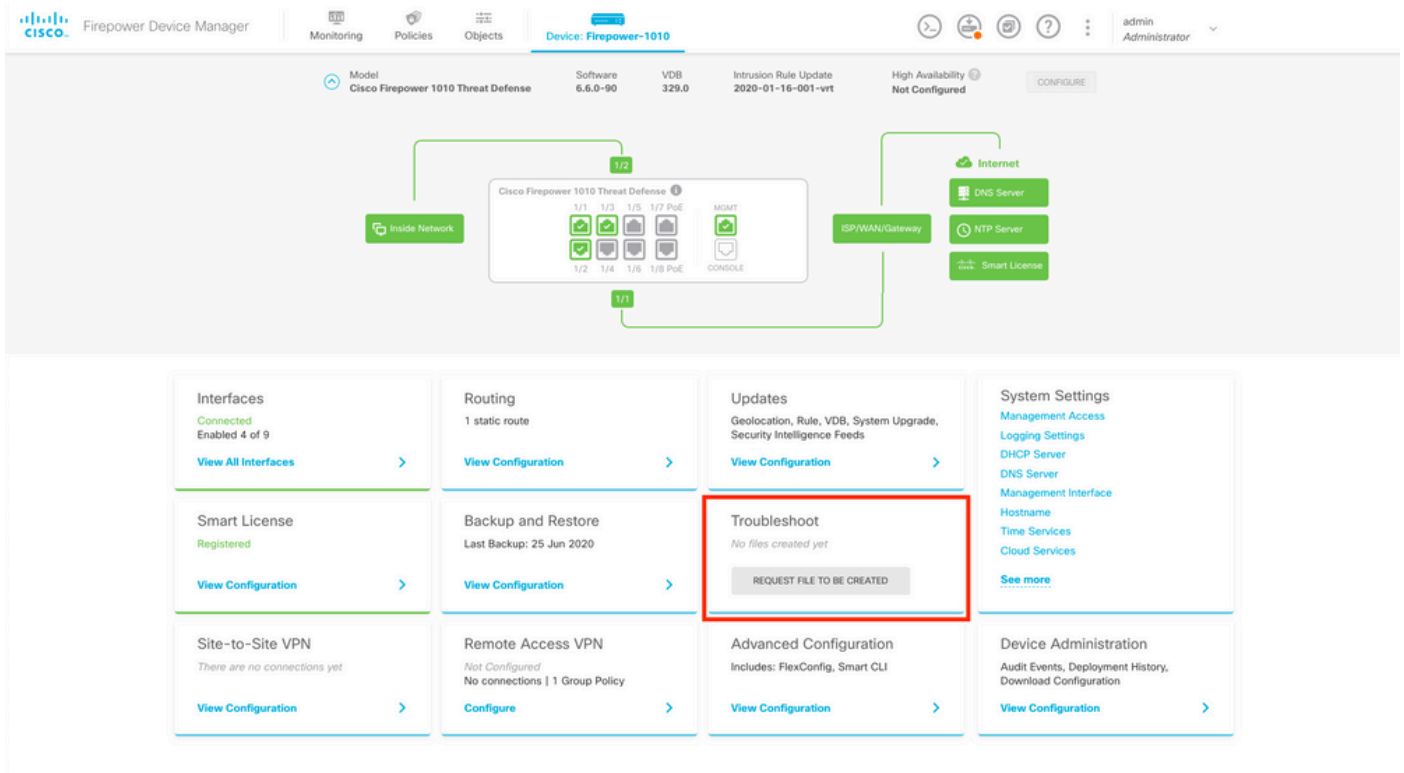 CISCO
Firepower Device Manager
Monitoring
Policies
Objects
Device: Firepower-1010
admin
Administrator
Model
Cisco Firepower 1010 Threat Defense
Software
6.6.0-90
VDB
329.0
Intrusion Rule Update
2020-01-16-001-vrt
High Availability
Not Configured
CONFIGURE
1/2
Internet
Cisco Firepower 1010 Threat Defense
1/1 1/3 1/5 1/7 PoE
MGMT
DNS Server
Inside Network
ISP/WAN/Gateway
NTP Server
1/2 1/4 1/6 1/8 PoE
CONSOLE
Smart License
1/1
Interfaces
Connected
Enabled 4 of 9
View All Interfaces
Routing
1 static route
View Configuration
Updates
Geolocation, Rule, VDB, System Upgrade,
Security Intelligence Feeds
View Configuration
System Settings
Management Access
Logging Settings
DHCP Server
DNS Server
Management Interface
Hostname
Time Services
Cloud Services
See more
Smart License
Registered
View Configuration
Backup and Restore
Last Backup: 25 Jun 2020
View Configuration
Troubleshoot
No files created yet
REQUEST FILE TO BE CREATED
Site-to-Site VPN
There are no connections yet
View Configuration
Remote Access VPN
Not Configured
No connections | 1 Group Policy
Configure
Advanced Configuration
Includes: FlexConfig, Smart CLI
View Configuration
Device Administration
Audit Events, Deployment History,
Download Configuration
View Configuration